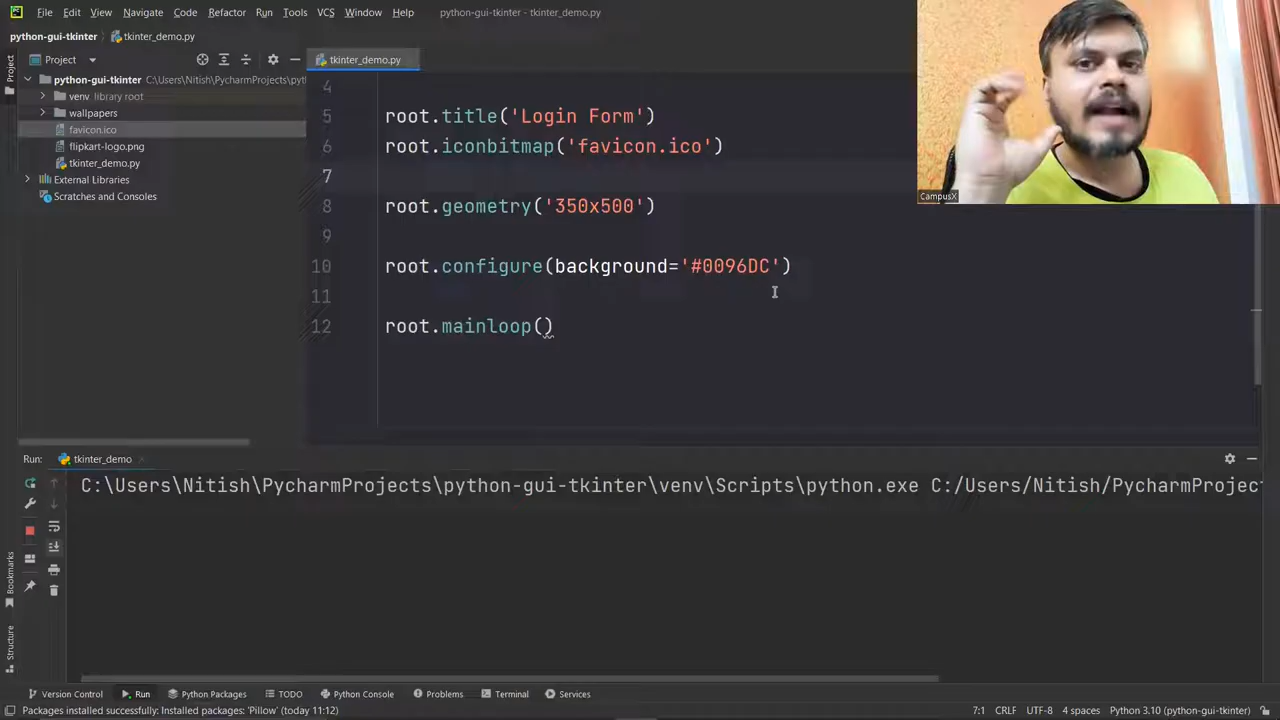 File Edit View Navigate Code Refactor Run Tools VCS Window Help python-gui-tkinter - tkinter_demo.py
python-gui-tkinter tkinter_demo.py
Project tkinter_demo.py
Project
python-gui-tkinter C:\Users\Nitish\PycharmProjects\pyth
venv library root
wallpapers
favicon.ico
flipkart-logo.png
tkinter_demo.py
External Libraries
Scratches and Consoles
4
5 root.title('Login Form')
6 root.iconbitmap('favicon.ico')
7
8 root.geometry('350x500')
9
10 root.configure(background='#0096DC')
11
12 root.mainloop()
CampusX
Run: tkinter_demo
C:\Users\Nitish\PycharmProjects\python-gui-tkinter\venv\Scripts\python.exe C:/Users/Nitish/PycharmProjec
Bookmarks
Structure
Version Control Run Python Packages TODO Python Console Problems Terminal Services
Packages installed successfully: Installed packages: 'Pillow' (today 11:12) 7:1 CRLF UTF-8 4 spaces Python 3.10 (python-gui-tkinter)